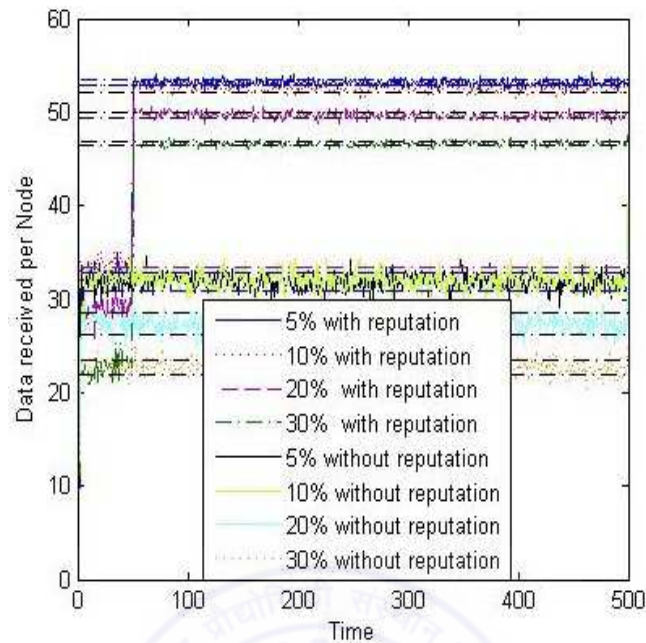 60
50
40
30
20
10
0
Data received per Node
5% with reputation
10% with reputation
20% with reputation
30% with reputation
5% without reputation
10% without reputation
20% without reputation
30% without reputation
0 100 200 300 400 500
Time